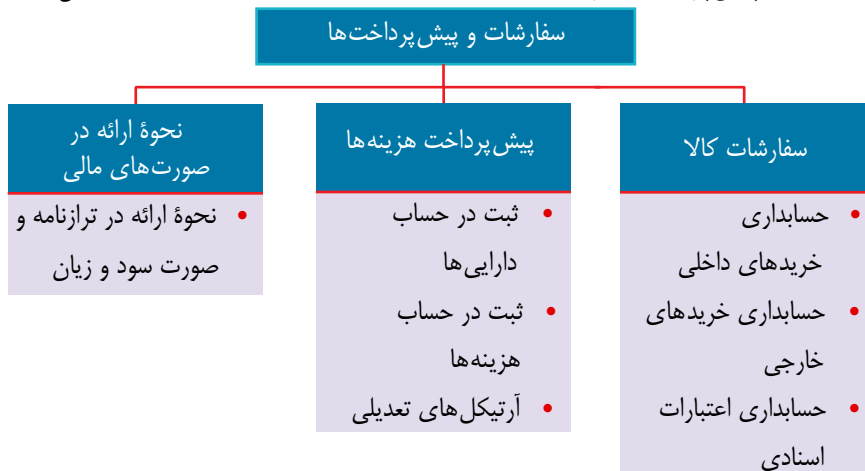 سفارشات و پیش‌پرداخت‌ها
سفارشات کالا
• حسابداری
خریدهای داخلی
• حسابداری خریدهای
خارجی
• حسابداری اعتبارات
اسنادی
پیش‌پرداخت هزینه‌ها
• ثبت در حساب
دارایی‌ها
• ثبت در حساب
هزینه‌ها
• آرتیکل‌های تعدیلی
نحوۀ ارائه در
صورت‌های مالی
• نحوۀ ارائه در ترازنامه و
صورت سود و زیان